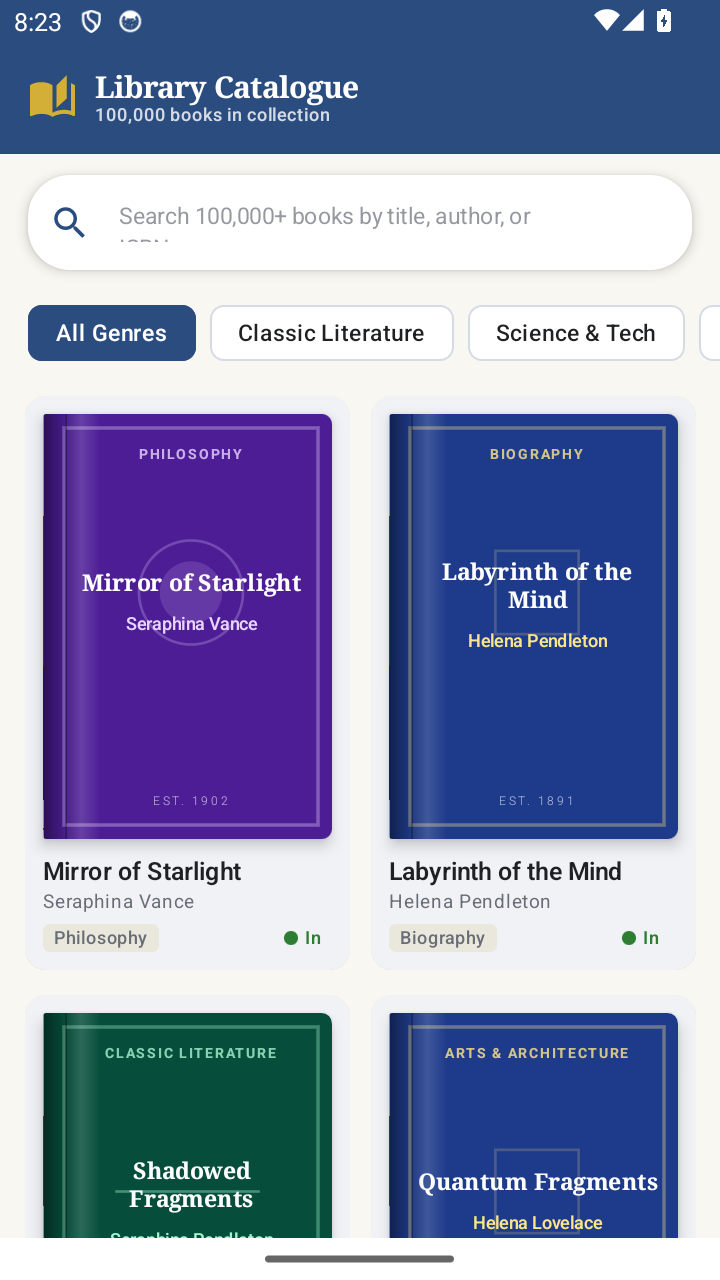 8:23
Library Catalogue
100,000 books in collection
Search 100,000+ books by title, author, or
All Genres
Classic Literature
Science & Tech
PHILOSOPHY
Mirror of Starlight
Seraphina Vance
EST. 1902
Mirror of Starlight
Seraphina Vance
Philosophy
In
BIOGRAPHY
Labyrinth of the
Mind
Helena Pendleton
EST. 1891
Labyrinth of the Mind
Helena Pendleton
Biography
In
CLASSIC LITERATURE
Shadowed
Fragments
Seraphina Pendleton
ARTS & ARCHITECTURE
Quantum Fragments
Helena Lovelace